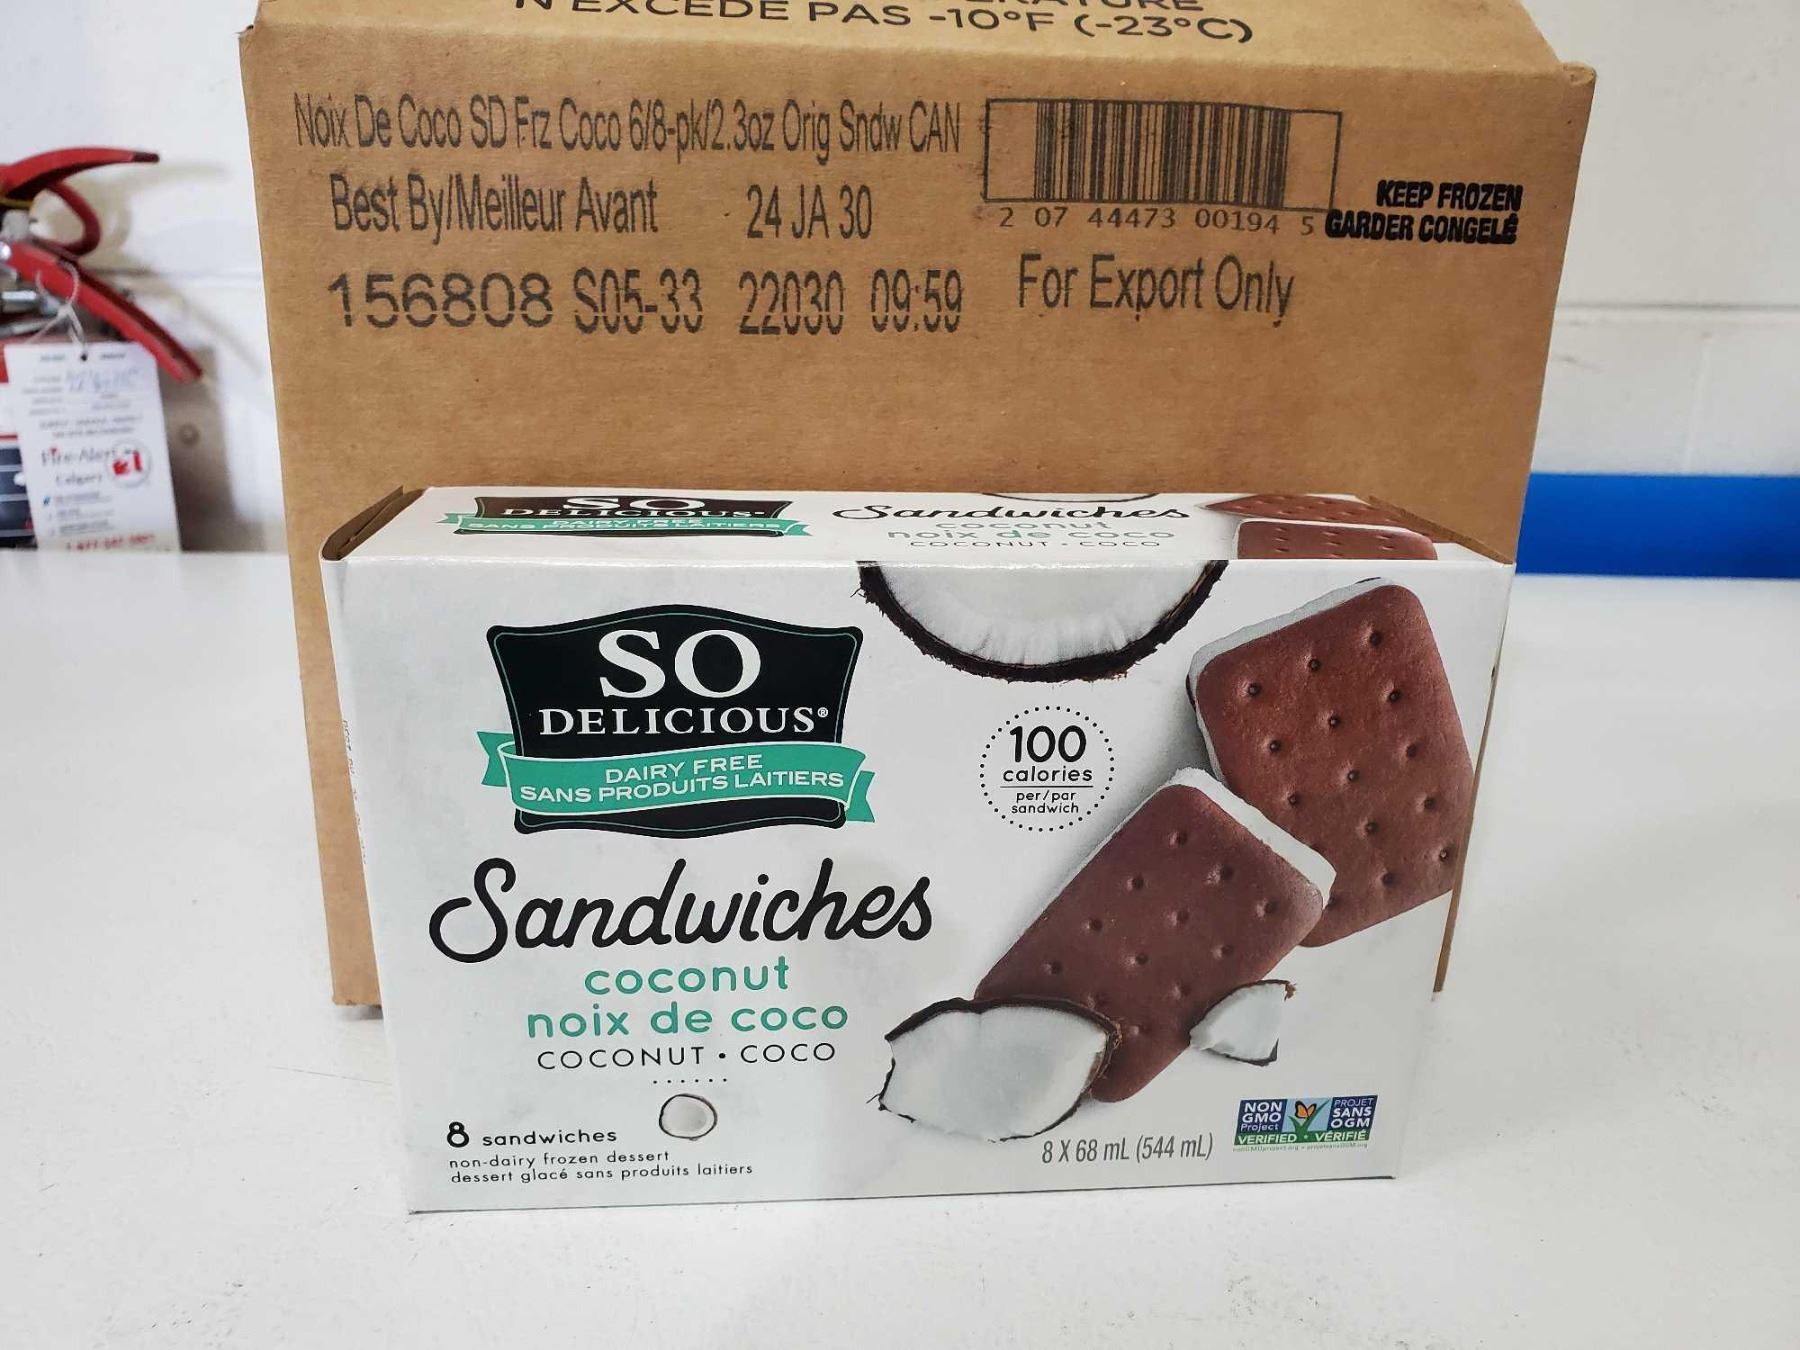 N'EXCÈDE PAS -10°F (-23°C)
Noix De Coco SD Frz Coco 6/8-pk/2.3oz Orig Sndw CAN
Best By/Meilleur Avant 24 JA 30
2 07 44473 00194 5
KEEP FROZEN
GARDER CONGELÉ
156808 S05-33 22030 09:59 For Export Only
Fire-Alert
Calgary
SO
DELICIOUS
DAIRY FREE
SANS PRODUITS LAITIERS
Sandwiches
coconut
noix de coco
COCONUT • COCO
SO
DELICIOUS®
DAIRY FREE
SANS PRODUITS LAITIERS
100
calories
per/par
sandwich
Sandwiches
coconut
noix de coco
COCONUT • COCO
8 sandwiches
non-dairy frozen dessert
dessert glacé sans produits laitiers
8 X 68 mL (544 mL)
NON
GMO
Project
VERIFIED
PROJET
SANS
OGM
VÉRIFIÉ